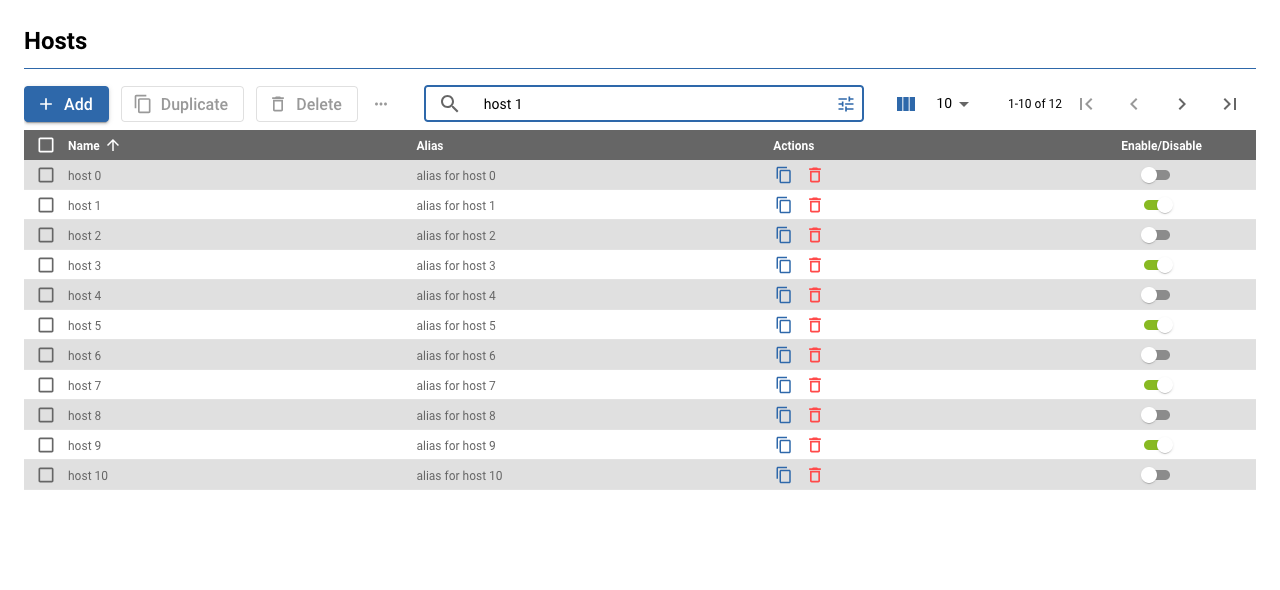 Hosts
Add Duplicate Delete ... host 1 10 1-10 of 12
Name Alias Actions Enable/Disable
host 0 alias for host 0
host 1 alias for host 1
host 2 alias for host 2
host 3 alias for host 3
host 4 alias for host 4
host 5 alias for host 5
host 6 alias for host 6
host 7 alias for host 7
host 8 alias for host 8
host 9 alias for host 9
host 10 alias for host 10